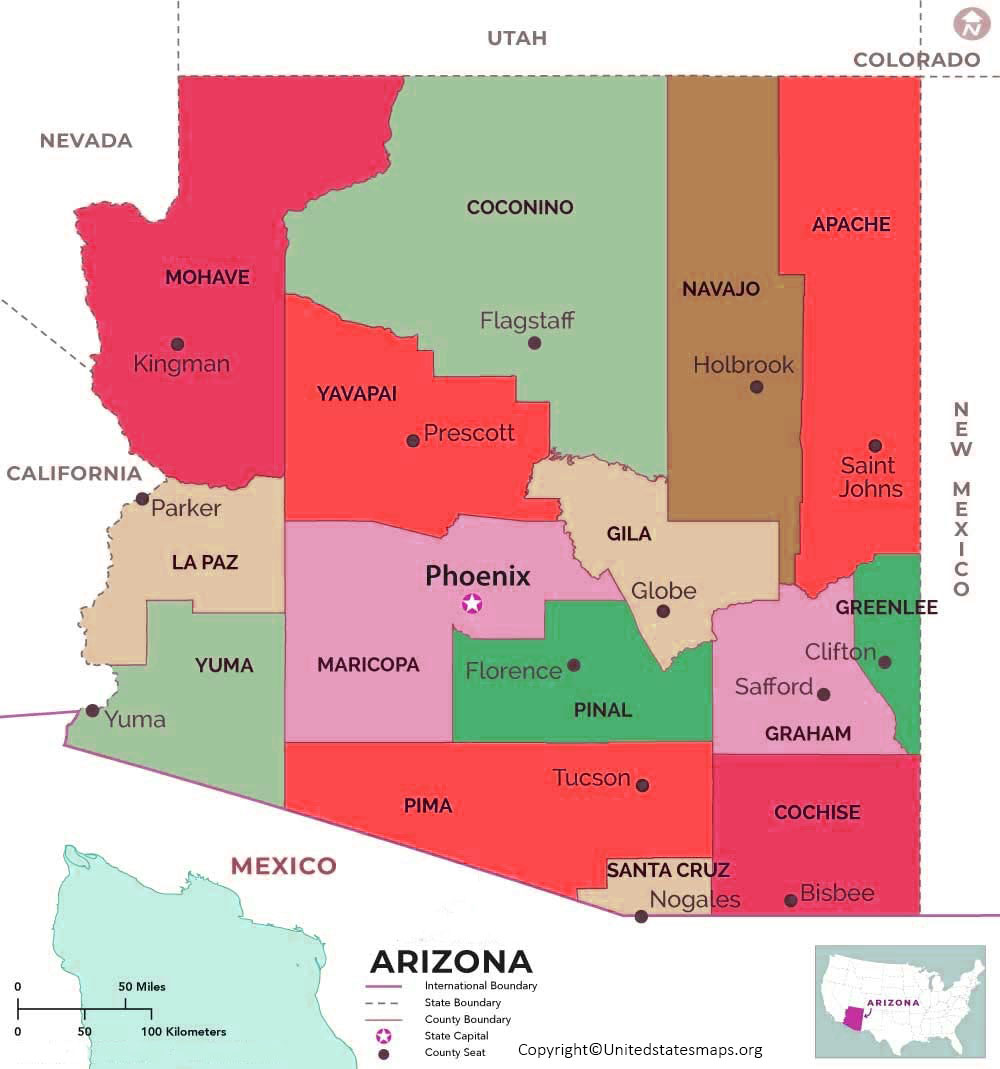 N
UTAH
COLORADO
NEVADA
COCONINO
APACHE
MOHAVE
NAVAJO
Flagstaff
Kingman
Holbrook
YAVAPAI
Prescott
NEW MEXICO
CALIFORNIA
Saint
Johns
Parker
GILA
LA PAZ
Phoenix
Globe
GREENLEE
Clifton
YUMA
MARICOPA
Florence
Safford
PINAL
Yuma
GRAHAM
Tucson
PIMA
COCHISE
MEXICO
SANTA CRUZ
Nogales
Bisbee
ARIZONA
International Boundary
State Boundary
County Boundary
State Capital
County Seat
0 50 Miles
0 50 100 Kilometers
ARIZONA
Copyright©Unitedstatesmaps.org